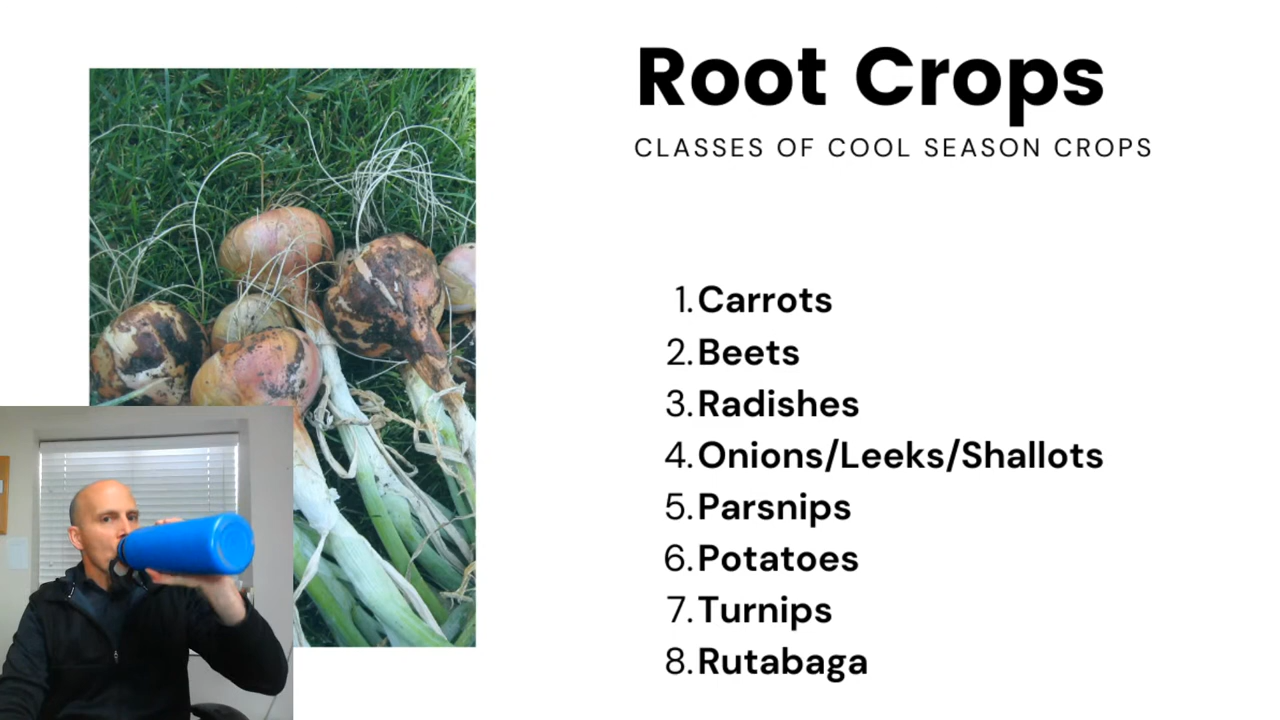 Root Crops
CLASSES OF COOL SEASON CROPS
1. Carrots
2. Beets
3. Radishes
4. Onions/Leeks/Shallots
5. Parsnips
6. Potatoes
7. Turnips
8. Rutabaga